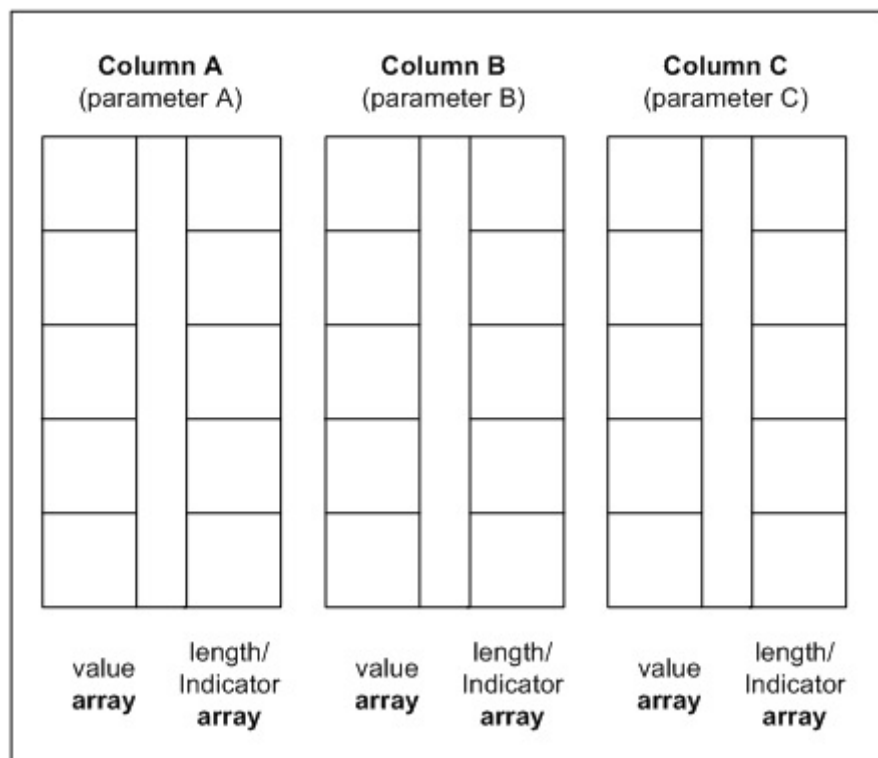 Column A
(parameter A)
Column B
(parameter B)
Column C
(parameter C)
value
array
length/
Indicator
array
value
array
length/
Indicator
array
value
array
length/
Indicator
array